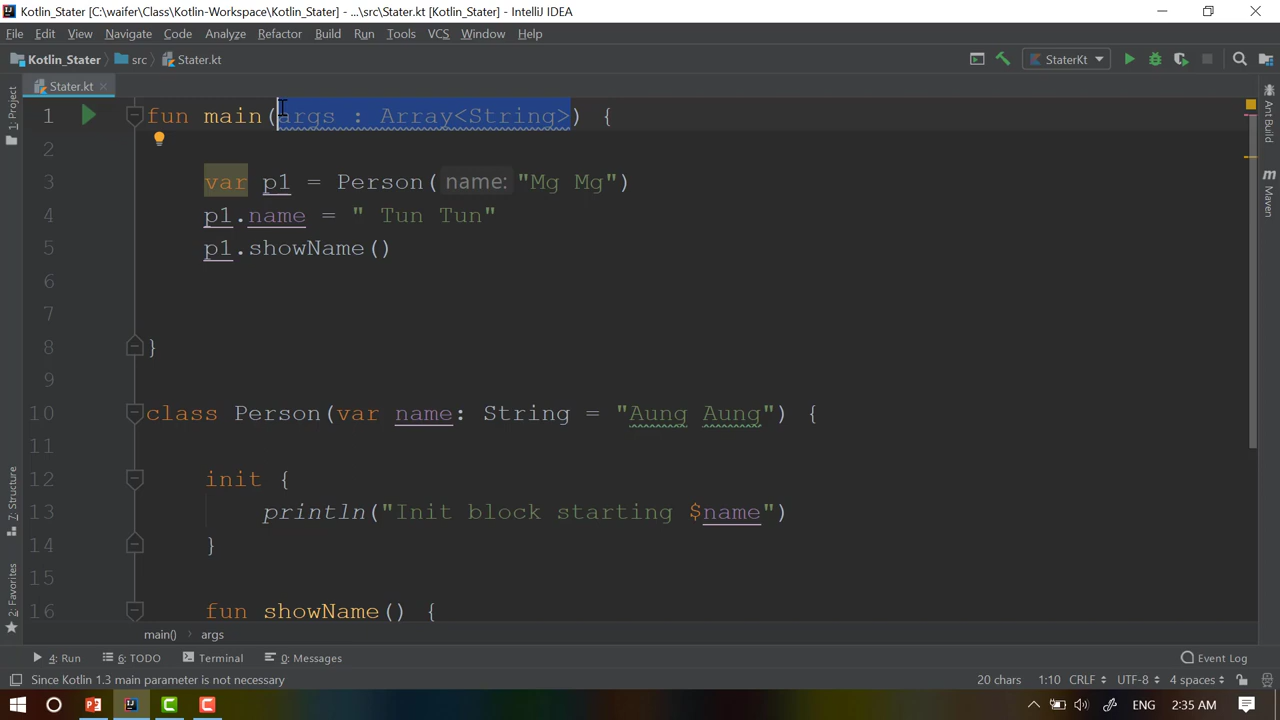 Kotlin_Stater [C:\waifer\Class\Kotlin-Workspace\Kotlin_Stater] - ...\src\Stater.kt [Kotlin_Stater] - IntelliJ IDEA
File Edit View Navigate Code Analyze Refactor Build Run Tools VCS Window Help
Kotlin_Stater src Stater.kt StaterKt
Stater.kt
1: Project
Ant Build
Maven
7: Structure
2: Favorites
1 fun main(args : Array<String>) {
2
3 var p1 = Person( name: "Mg Mg")
4 p1.name = " Tun Tun"
5 p1.showName()
6
7
8 }
9
10 class Person(var name: String = "Aung Aung") {
11
12 init {
13 println("Init block starting $name")
14 }
15
16 fun showName() {
main() › args
4: Run 6: TODO Terminal 0: Messages Event Log
Since Kotlin 1.3 main parameter is not necessary 20 chars 1:10 CRLF UTF-8 4 spaces
ENG 2:35 AM